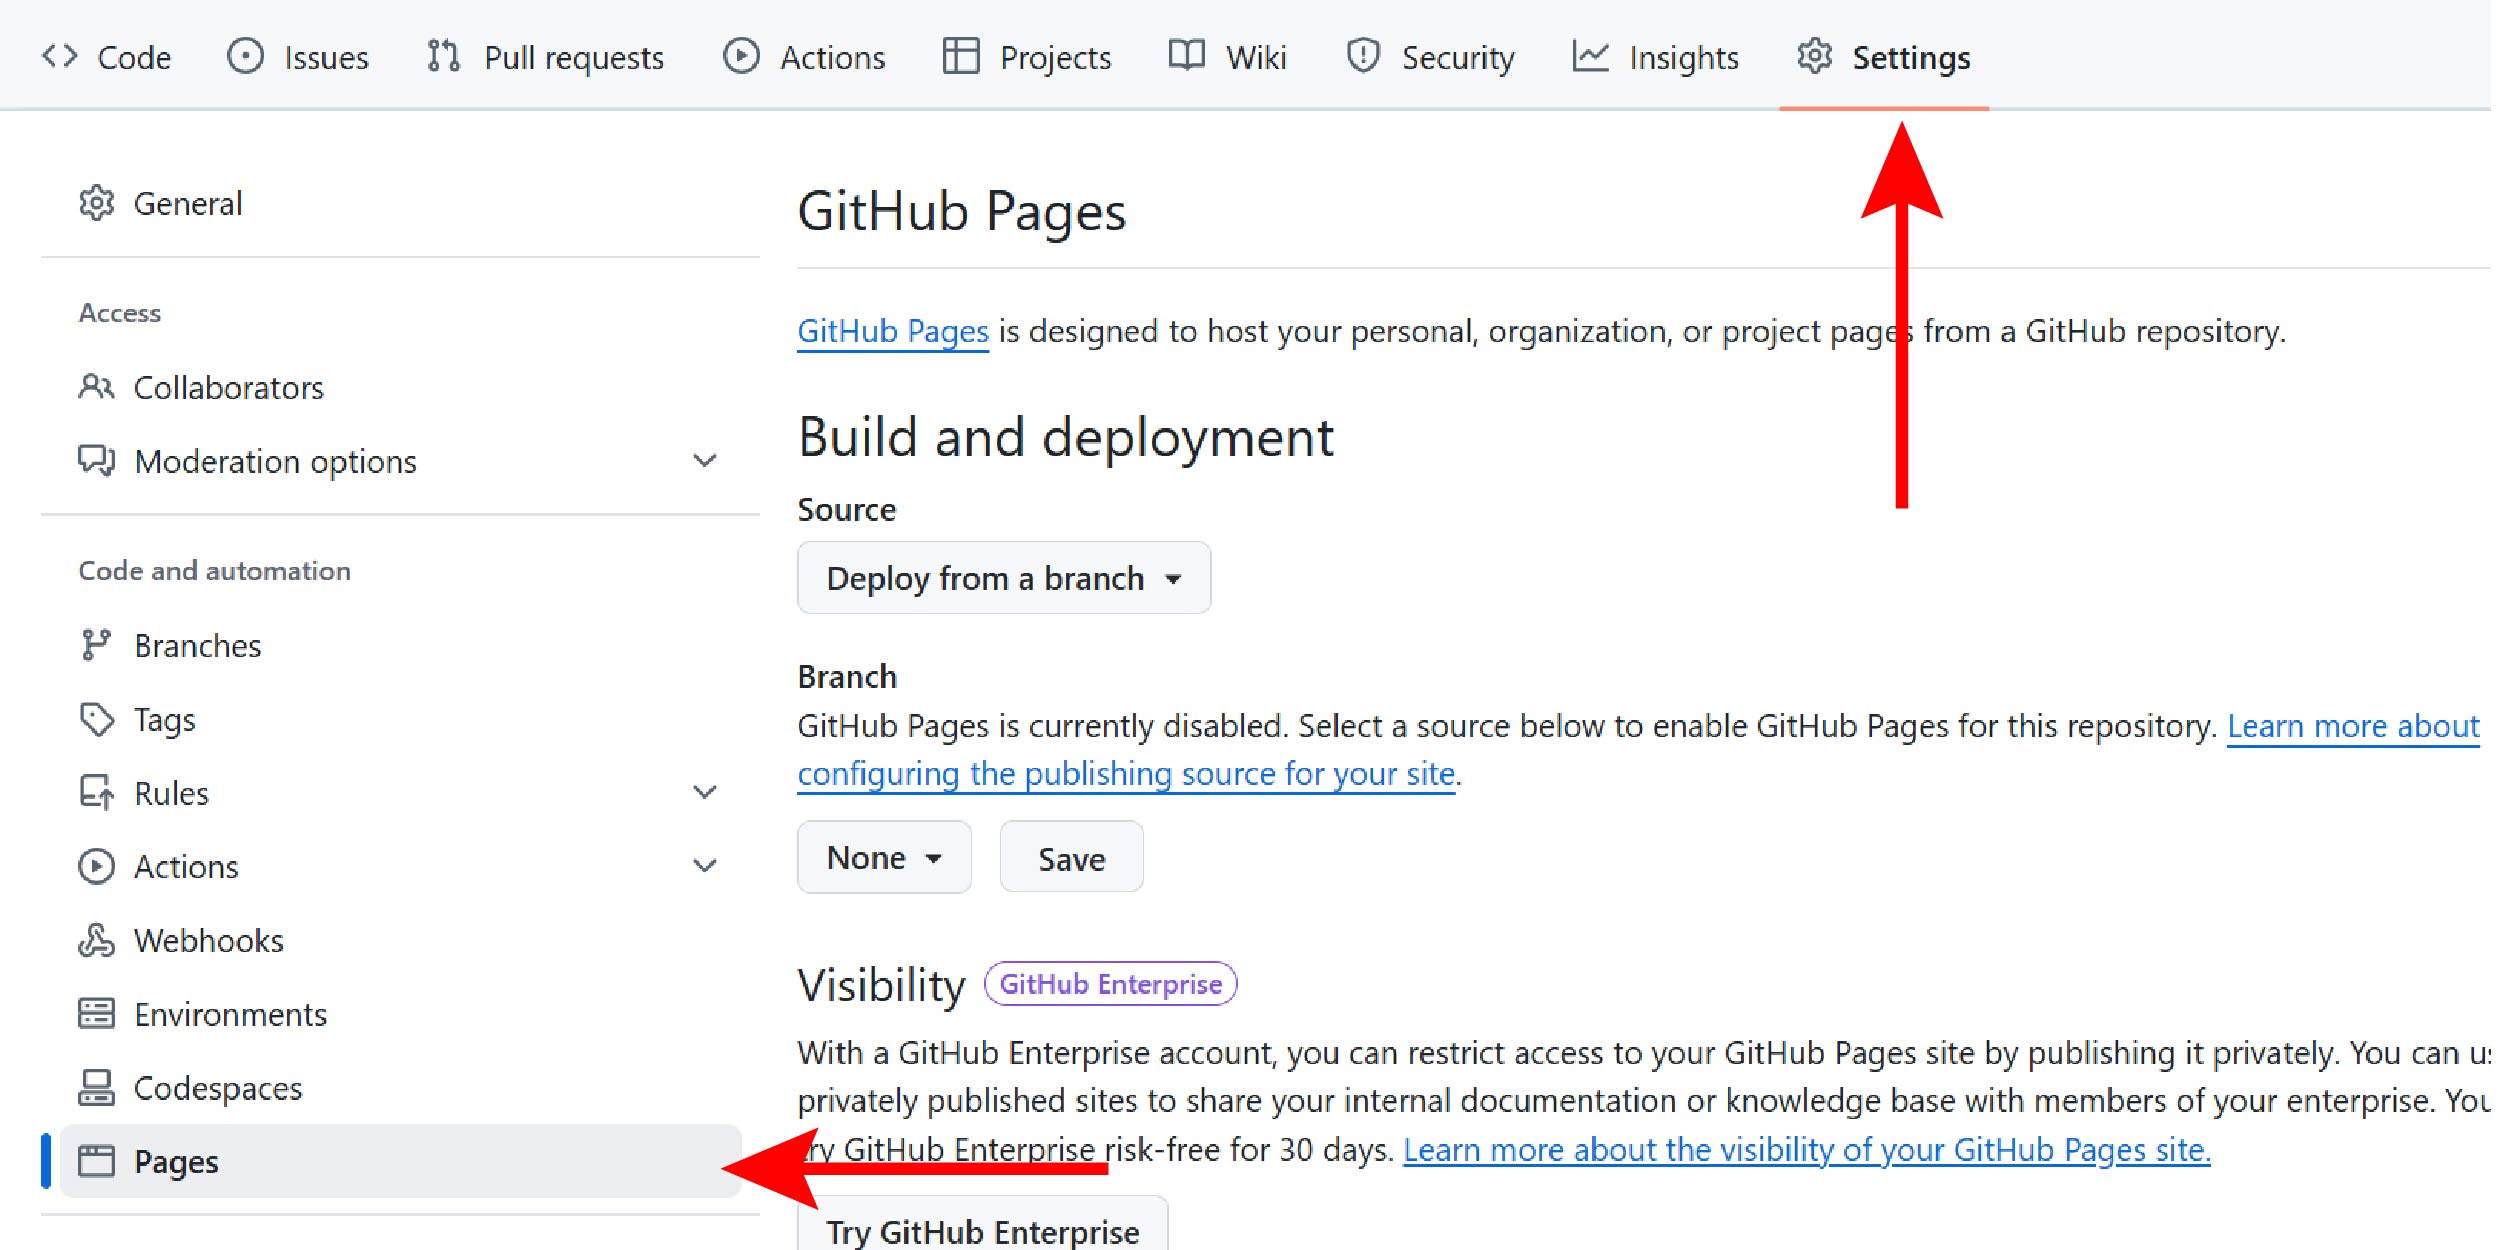 Code Issues Pull requests Actions Projects Wiki Security Insights Settings
General
Access
Collaborators
Moderation options
Code and automation
Branches
Tags
Rules
Actions
Webhooks
Environments
Codespaces
Pages
GitHub Pages
GitHub Pages is designed to host your personal, organization, or project pages from a GitHub repository.
Build and deployment
Source
Deploy from a branch
Branch
GitHub Pages is currently disabled. Select a source below to enable GitHub Pages for this repository. Learn more about
configuring the publishing source for your site.
None Save
Visibility GitHub Enterprise
With a GitHub Enterprise account, you can restrict access to your GitHub Pages site by publishing it privately. You can
privately published sites to share your internal documentation or knowledge base with members of your enterprise. You
GitHub Enterprise risk-free for 30 days. Learn more about the visibility of your GitHub Pages site.
Try GitHub Enterprise